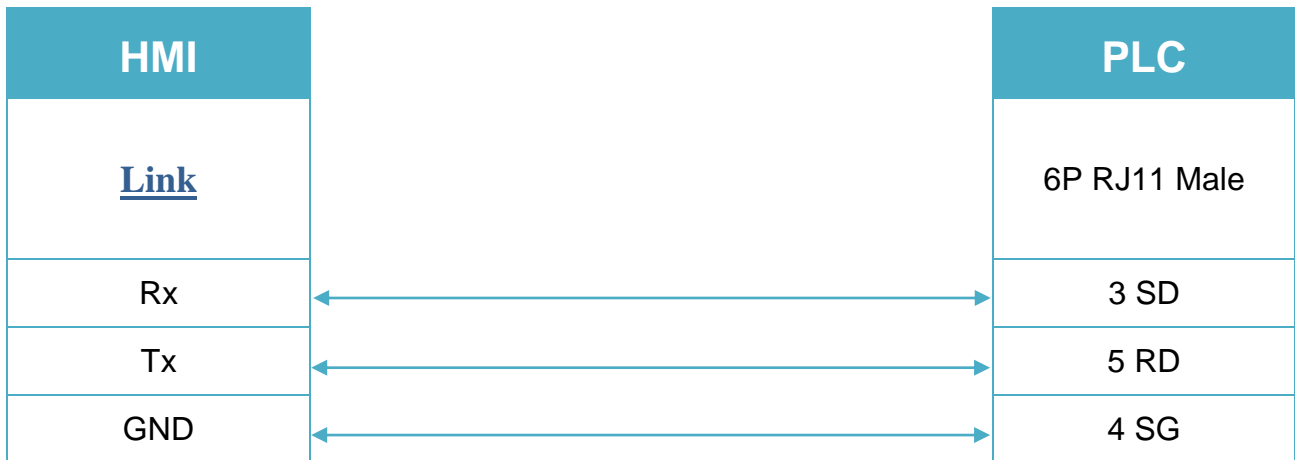 HMI
PLC
Link
6P RJ11 Male
Rx
3 SD
Tx
5 RD
GND
4 SG